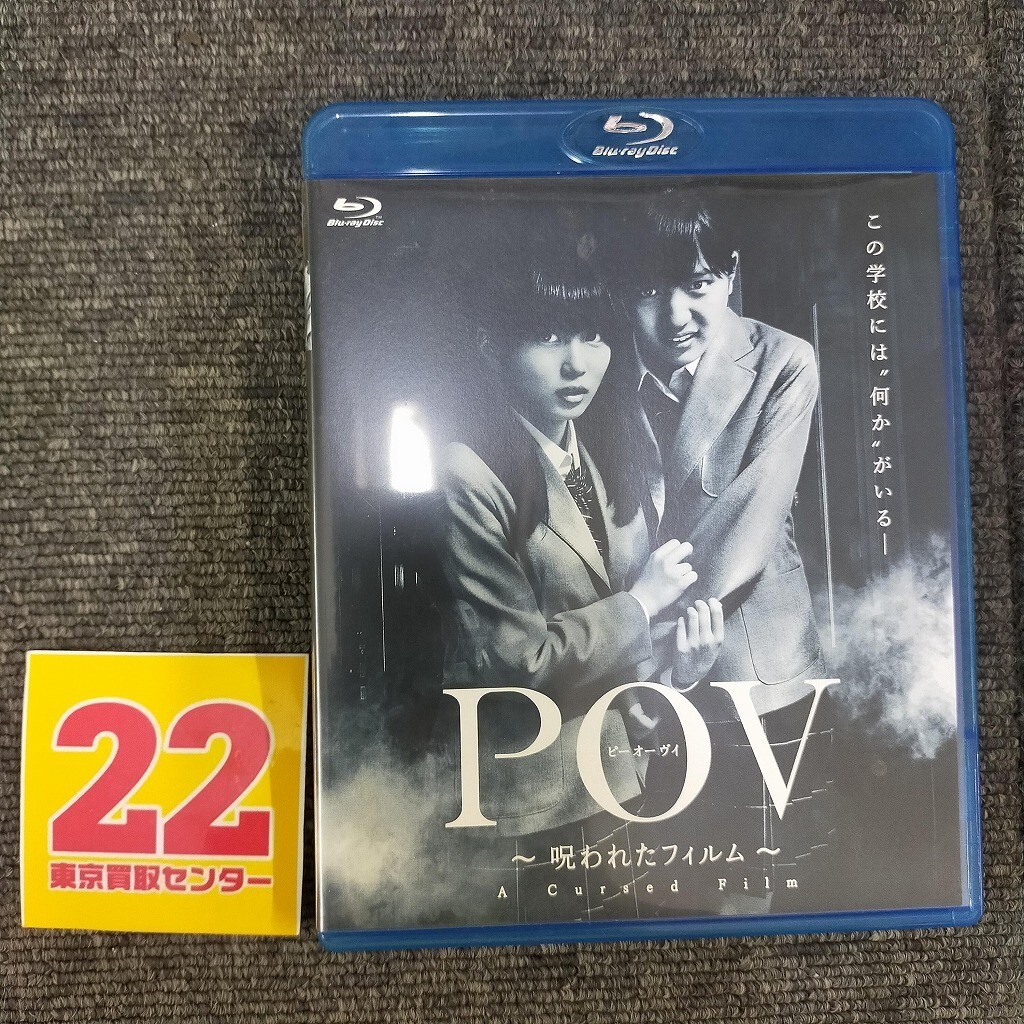 Blu-ray Disc
Blu-ray Disc
この学校には〝何か〟がいる―
POV
ピーオーヴィ
～ 呪われたフィルム ～
A Cursed Film
22
東京買取センター